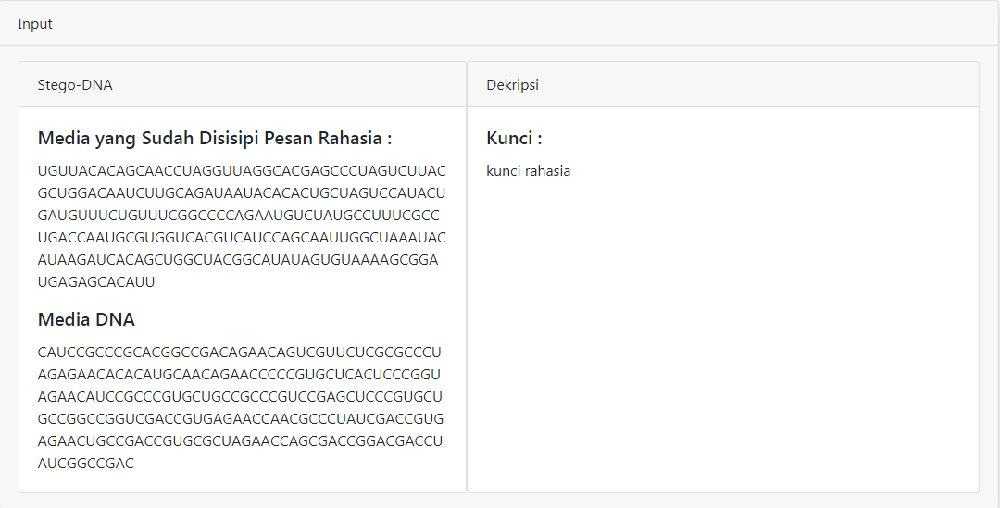 Input
Stego-DNA
Dekripsi
Media yang Sudah Disisipi Pesan Rahasia :
UGUUACACAGCAACCUAGGUUAGGCACGAGCCCUAGUCUUAC
GCUGGACAAUCUUGCAGAUAAUACACACUGCUAGUCCAUACU
GAUGUUUCUGUUUCGGCCCCAGAAUGUCUAUGCCUUUCGCC
UGACCAAUGCGUGGUCACGUCAUCCAGCAAUUGGCUAAAUAC
AUAAGAUCACAGCUGGCUACGGCAUAUAGUGUAAAAGCGGA
UGAGAGCACAUU
Media DNA
CAUCCGCCCGCACGGCCGACAGAACAGUCGUUCUCGCGCCCU
AGAGAACACACAUGCAACAGAACCCCCGUGCUCACUCCCGGU
AGAACAUCCGCCCGUGCUGCCGCCCGUCCGAGCUCCCGUGCU
GCCGGCCGGUCGACCGUGAGAACCAACGCCCUAUCGACCGUG
AGAACUGCCGACCGUGCGCUAGAACCAGCGACCGGACGACCU
AUCGGCCGAC
Kunci :
kunci rahasia